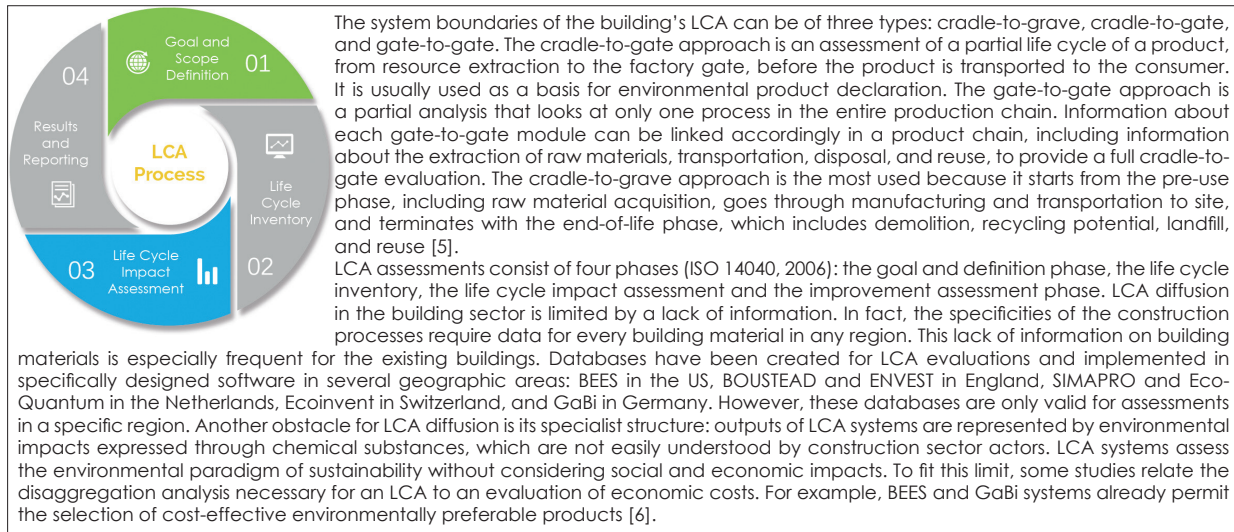 Goal and
Scope
Definition
01
04
Results
and
Reporting
LCA
Process
Life
Cycle
Inventory
02
03
Life Cycle
Impact
Assessment
The system boundaries of the building’s LCA can be of three types: cradle-to-grave, cradle-to-gate,
and gate-to-gate. The cradle-to-gate approach is an assessment of a partial life cycle of a product,
from resource extraction to the factory gate, before the product is transported to the consumer.
It is usually used as a basis for environmental product declaration. The gate-to-gate approach is
a partial analysis that looks at only one process in the entire production chain. Information about
each gate-to-gate module can be linked accordingly in a product chain, including information
about the extraction of raw materials, transportation, disposal, and reuse, to provide a full cradle-to-
gate evaluation. The cradle-to-grave approach is the most used because it starts from the pre-use
phase, including raw material acquisition, goes through manufacturing and transportation to site,
and terminates with the end-of-life phase, which includes demolition, recycling potential, landfill,
and reuse [5].
LCA assessments consist of four phases (ISO 14040, 2006): the goal and definition phase, the life cycle
inventory, the life cycle impact assessment and the improvement assessment phase. LCA diffusion
in the building sector is limited by a lack of information. In fact, the specificities of the construction
processes require data for every building material in any region. This lack of information on building
materials is especially frequent for the existing buildings. Databases have been created for LCA evaluations and implemented in
specifically designed software in several geographic areas: BEES in the US, BOUSTEAD and ENVEST in England, SIMAPRO and Eco-
Quantum in the Netherlands, Ecoinvent in Switzerland, and GaBi in Germany. However, these databases are only valid for assessments
in a specific region. Another obstacle for LCA diffusion is its specialist structure: outputs of LCA systems are represented by environmental
impacts expressed through chemical substances, which are not easily understood by construction sector actors. LCA systems assess
the environmental paradigm of sustainability without considering social and economic impacts. To fit this limit, some studies relate the
disaggregation analysis necessary for an LCA to an evaluation of economic costs. For example, BEES and GaBi systems already permit
the selection of cost-effective environmentally preferable products [6].